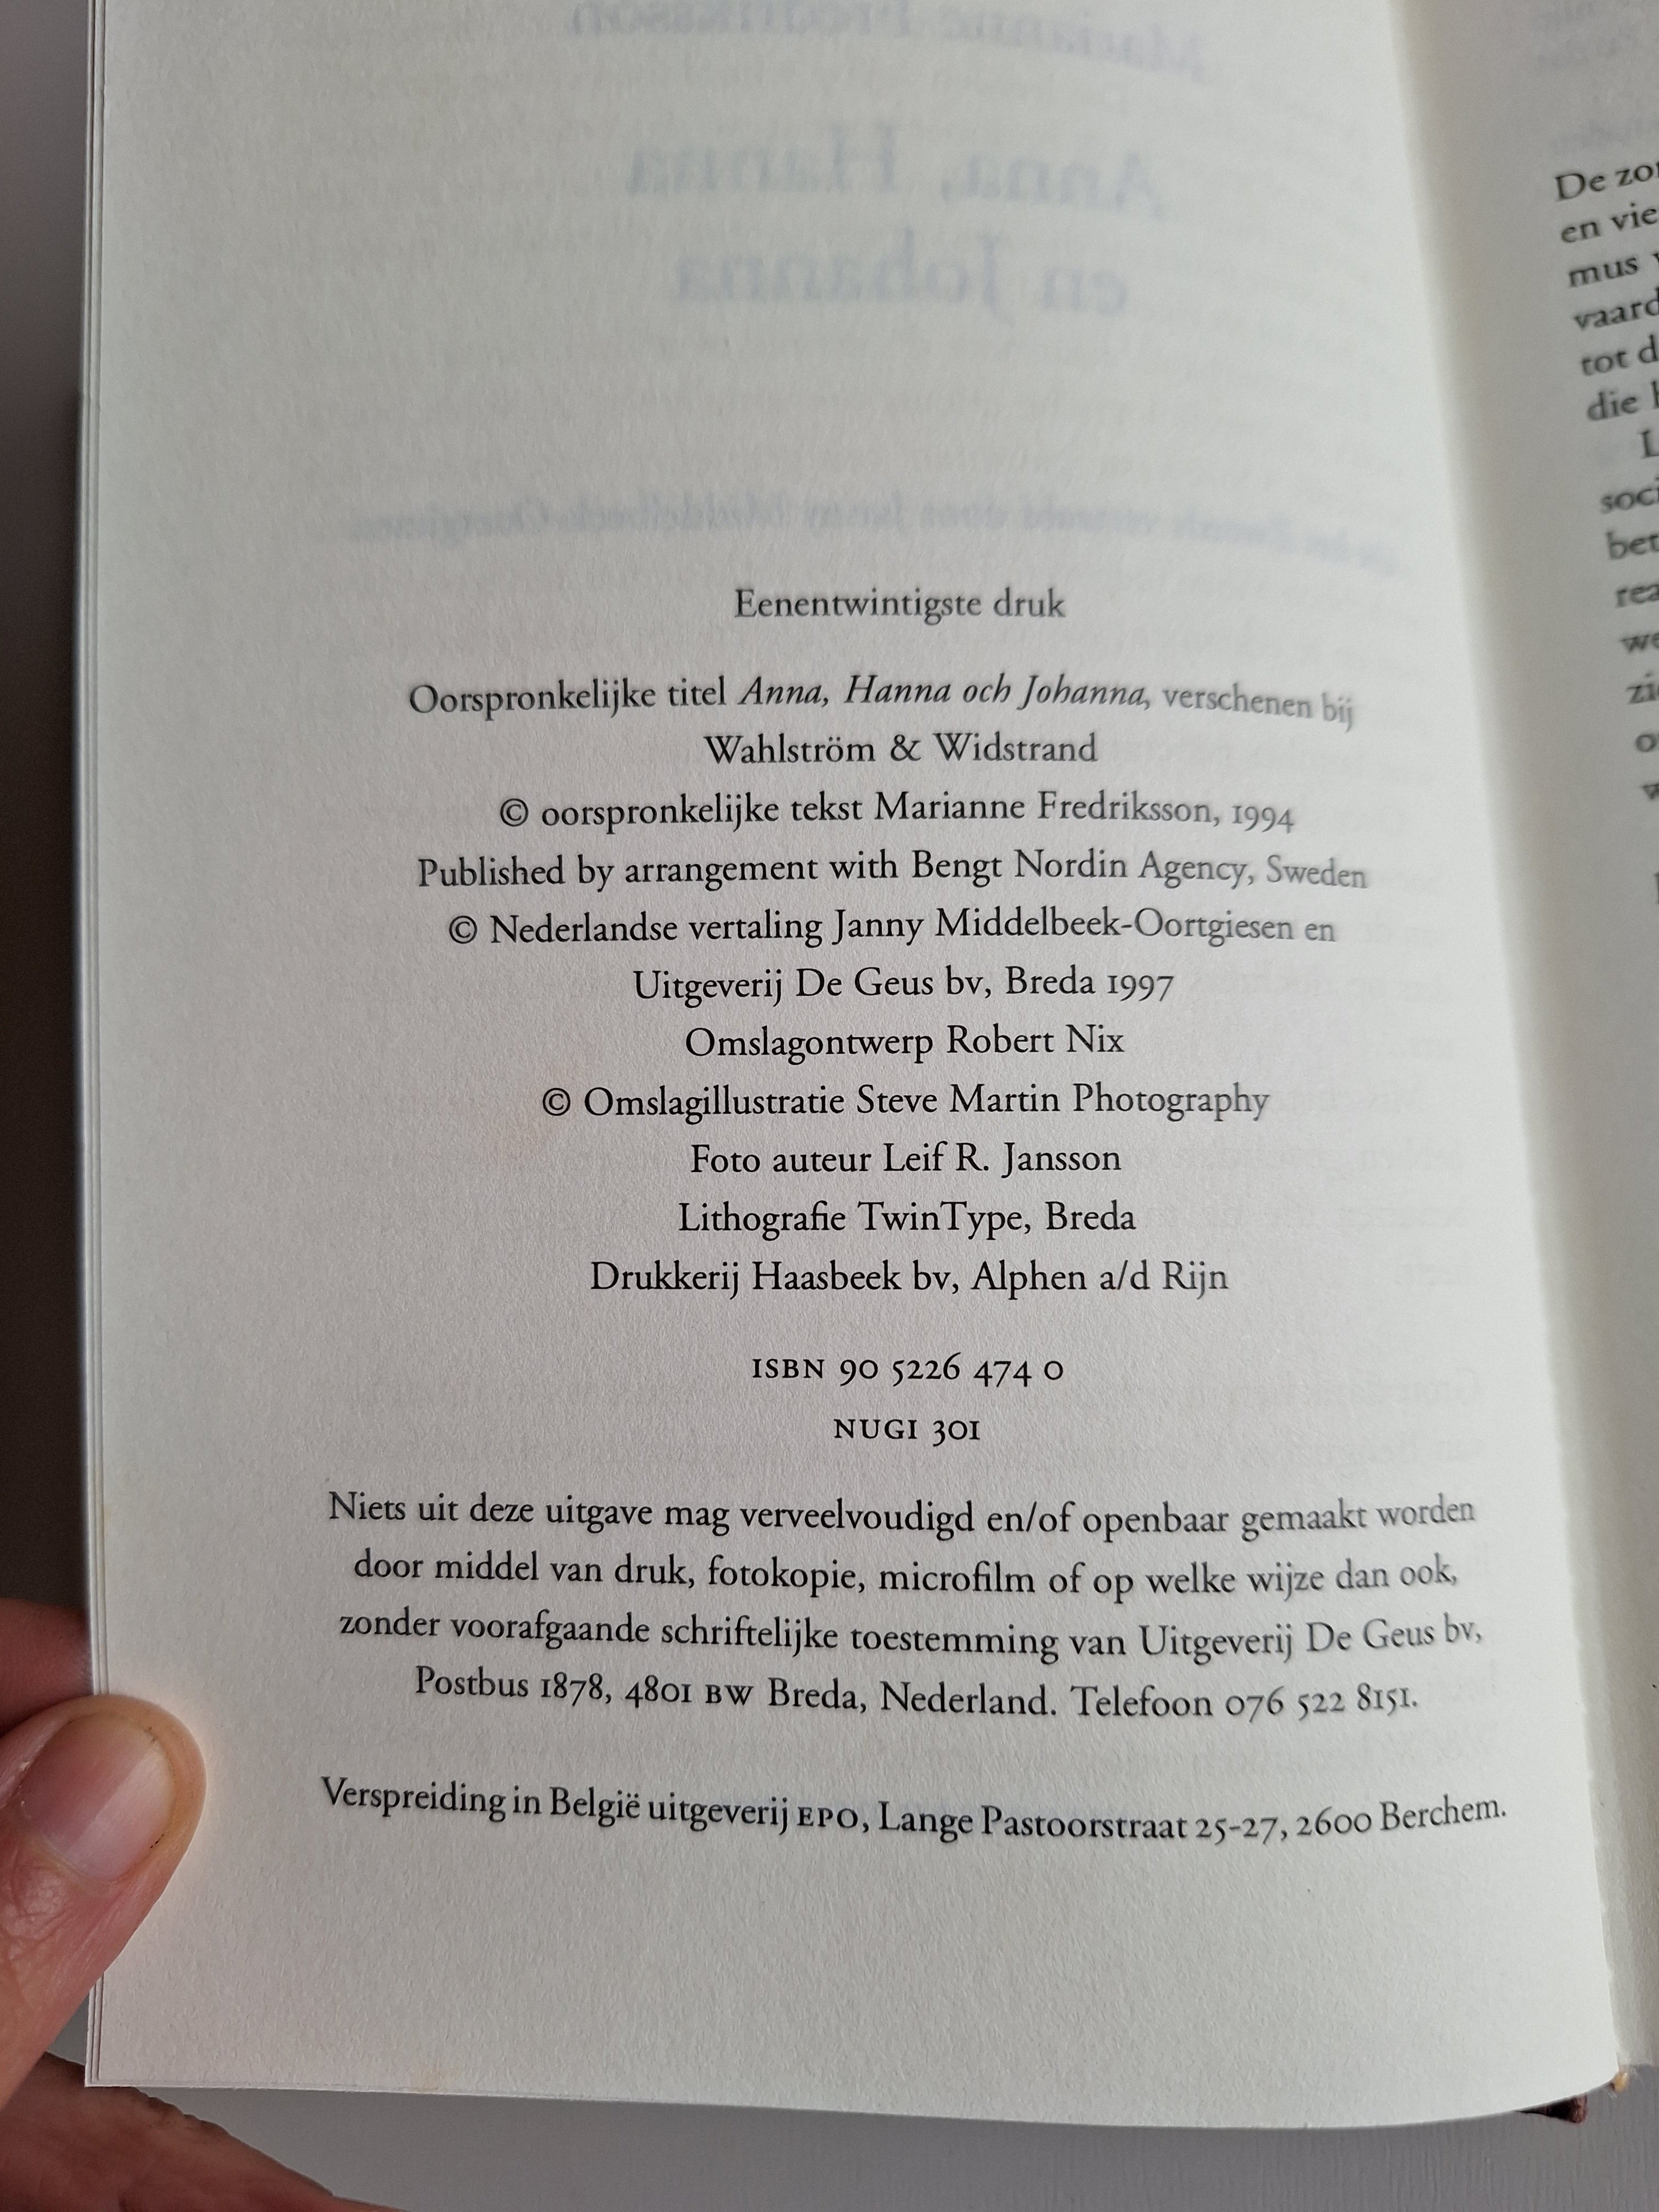 Eenentwintigste druk
Oorspronkelijke titel Anna, Hanna och Johanna, verschenen bij
Wahlström & Widstrand
© oorspronkelijke tekst Marianne Fredriksson, 1994
Published by arrangement with Bengt Nordin Agency, Sweden
© Nederlandse vertaling Janny Middelbeek-Oortgiesen en
Uitgeverij De Geus bv, Breda 1997
Omslagontwerp Robert Nix
© Omslagillustratie Steve Martin Photography
Foto auteur Leif R. Jansson
Lithografie TwinType, Breda
Drukkerij Haasbeek bv, Alphen a/d Rijn
ISBN 90 5226 474 0
NUGI 301
Niets uit deze uitgave mag verveelvoudigd en/of openbaar gemaakt worden
door middel van druk, fotokopie, microfilm of op welke wijze dan ook,
zonder voorafgaande schriftelijke toestemming van Uitgeverij De Geus bv,
Postbus 1878, 4801 BW Breda, Nederland. Telefoon 076 522 8151.
Verspreiding in België uitgeverij EPO, Lange Pastoorstraat 25-27, 2600 Berchem.
De
en
mus
tot
die